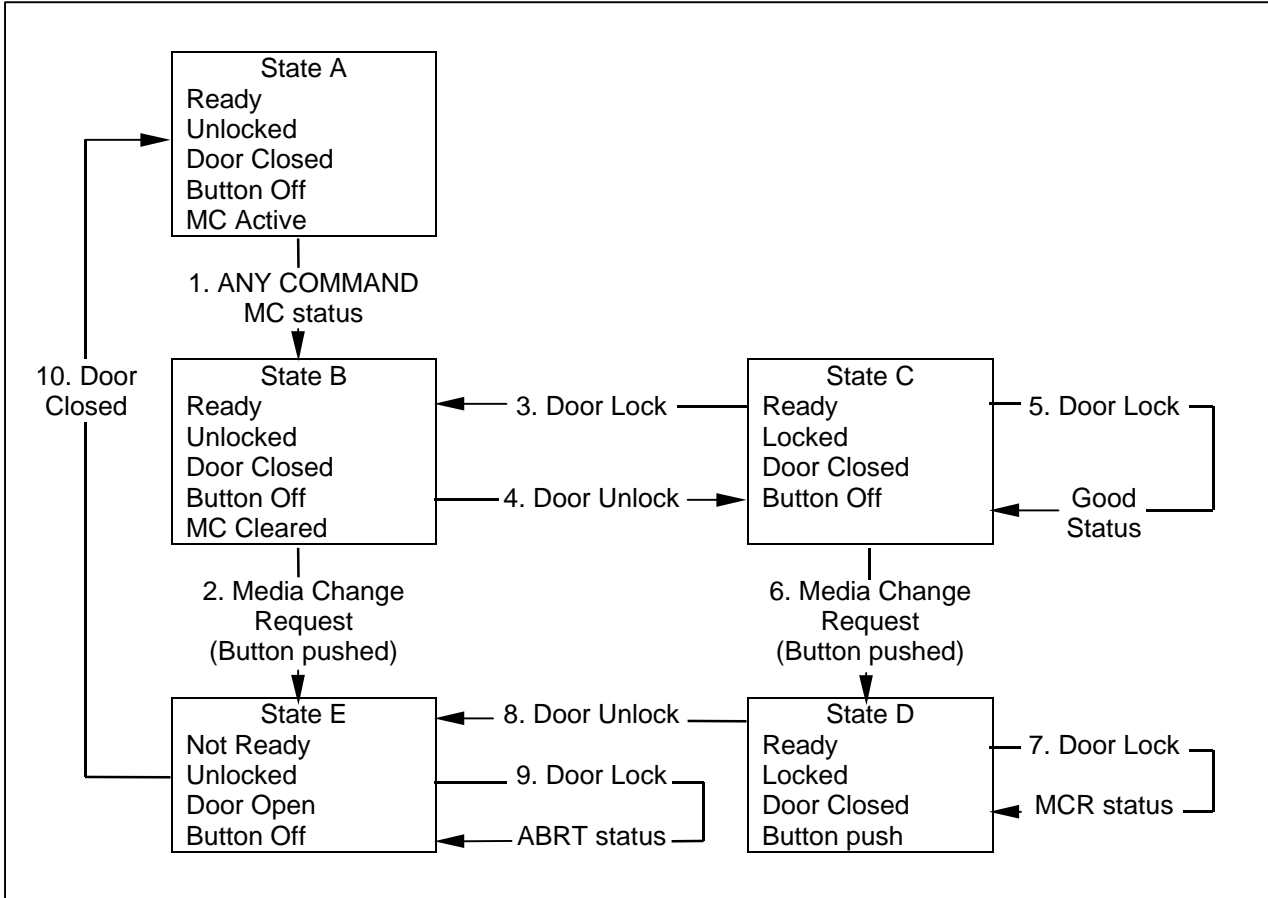 State A
Ready
Unlocked
Door Closed
Button Off
MC Active
1. ANY COMMAND
MC status
10. Door
Closed
State B
Ready
Unlocked
Door Closed
Button Off
MC Cleared
3. Door Lock
4. Door Unlock
State C
Ready
Locked
Door Closed
Button Off
5. Door Lock
Good
Status
2. Media Change
Request
(Button pushed)
6. Media Change
Request
(Button pushed)
State E
Not Ready
Unlocked
Door Open
Button Off
8. Door Unlock
9. Door Lock
ABRT status
State D
Ready
Locked
Door Closed
Button push
7. Door Lock
MCR status